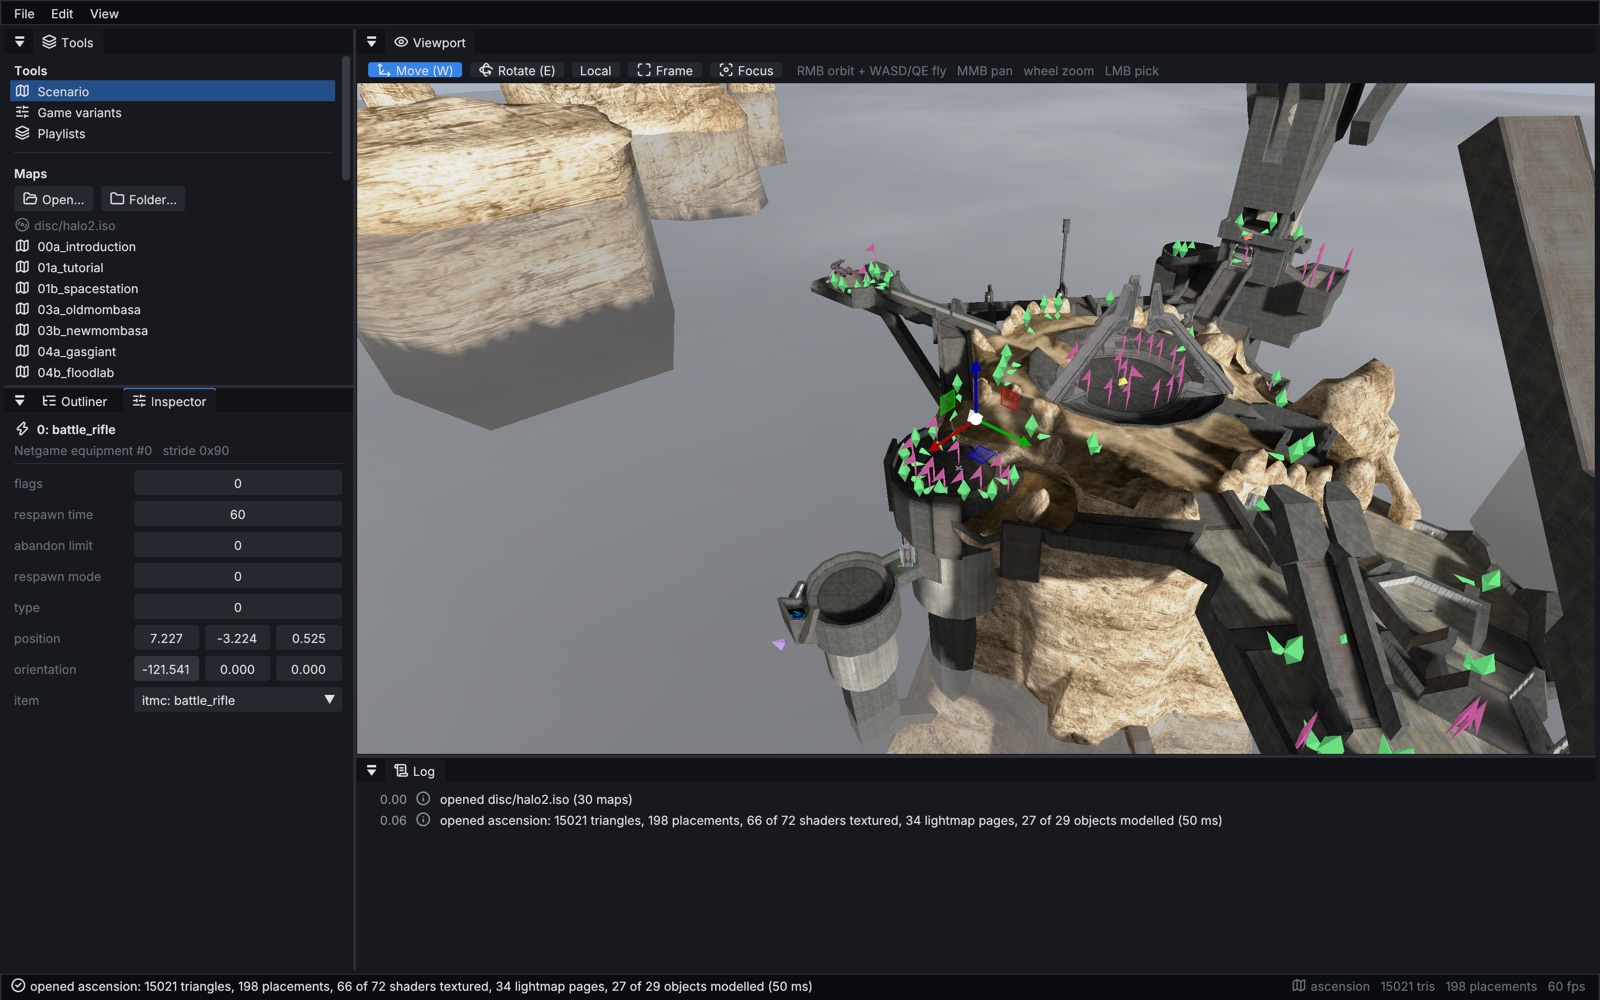 File Edit View
Tools
Viewport
Tools
Scenario
Game variants
Playlists
Maps
Open... Folder...
disc/halo2.iso
00a_introduction
01a_tutorial
01b_spacestation
03a_oldmombasa
03b_newmombasa
04a_gasgiant
04b_floodlab
Outliner Inspector
0: battle_rifle
Netgame equipment #0 stride 0x90
flags 0
respawn time 60
abandon limit 0
respawn mode 0
type 0
position 7.227 -3.224 0.525
orientation -121.541 0.000 0.000
item itmc: battle_rifle
Move (W) Rotate (E) Local Frame Focus RMB orbit + WASD/QE fly MMB pan wheel zoom LMB pick
Log
0.00 opened disc/halo2.iso (30 maps)
0.06 opened ascension: 15021 triangles, 198 placements, 66 of 72 shaders textured, 34 lightmap pages, 27 of 29 objects modelled (50 ms)
opened ascension: 15021 triangles, 198 placements, 66 of 72 shaders textured, 34 lightmap pages, 27 of 29 objects modelled (50 ms)
ascension 15021 tris 198 placements 60 fps